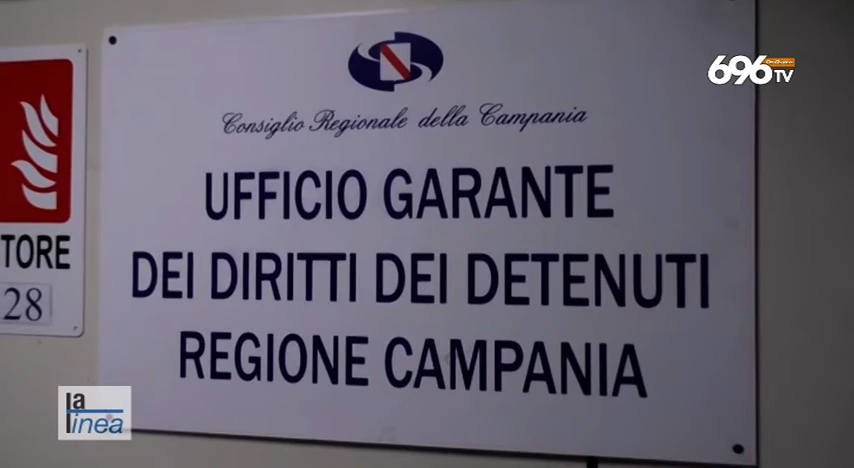 696 TV
Consiglio Regionale della Campania
UFFICIO GARANTE
DEI DIRITTI DEI DETENUTI
REGIONE CAMPANIA
TORE
28
la
linea